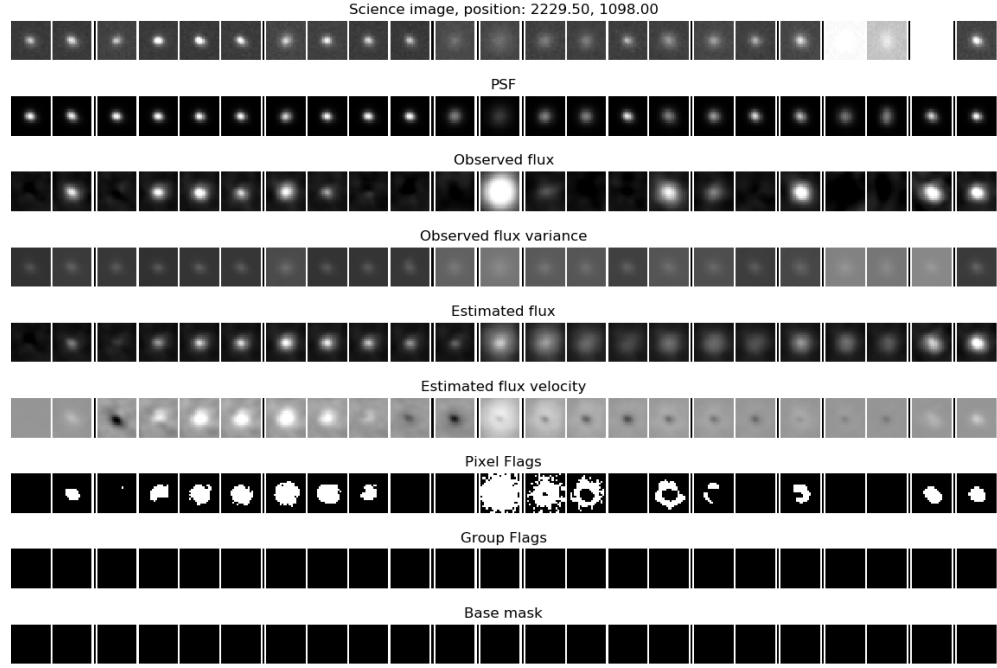 Science image, position: 2229.50, 1098.00
PSF
Observed flux
Observed flux variance
Estimated flux
Estimated flux velocity
Pixel Flags
Group Flags
Base mask